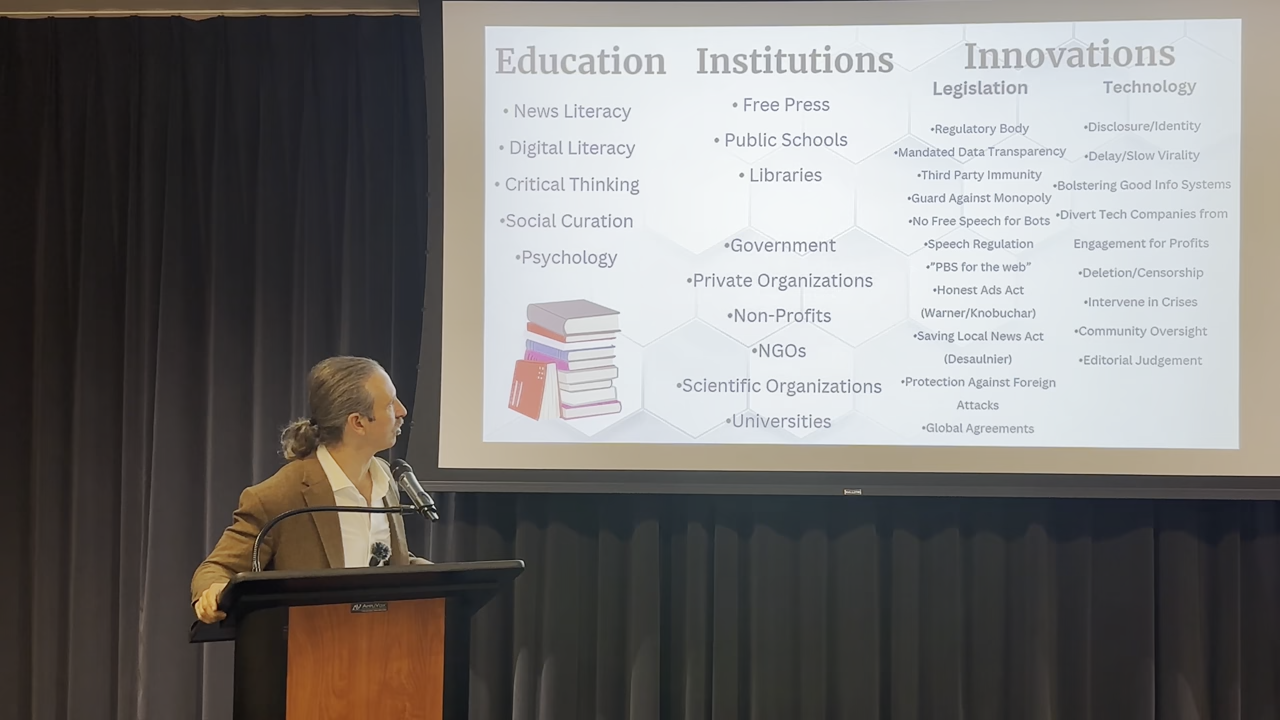 Education
• News Literacy
• Digital Literacy
• Critical Thinking
•Social Curation
•Psychology
Institutions
• Free Press
• Public Schools
• Libraries
•Government
•Private Organizations
•Non-Profits
•NGOs
•Scientific Organizations
•Universities
Innovations
Legislation
•Regulatory Body
•Mandated Data Transparency
•Third Party Immunity
•Guard Against Monopoly
•No Free Speech for Bots
•Speech Regulation
•"PBS for the web"
•Honest Ads Act
(Warner/Knobuchar)
•Saving Local News Act
(Desaulnier)
•Protection Against Foreign
Attacks
•Global Agreements
Technology
•Disclosure/Identity
•Delay/Slow Virality
•Bolstering Good Info Systems
•Divert Tech Companies from
Engagement for Profits
•Deletion/Censorship
•Intervene in Crises
•Community Oversight
•Editorial Judgement